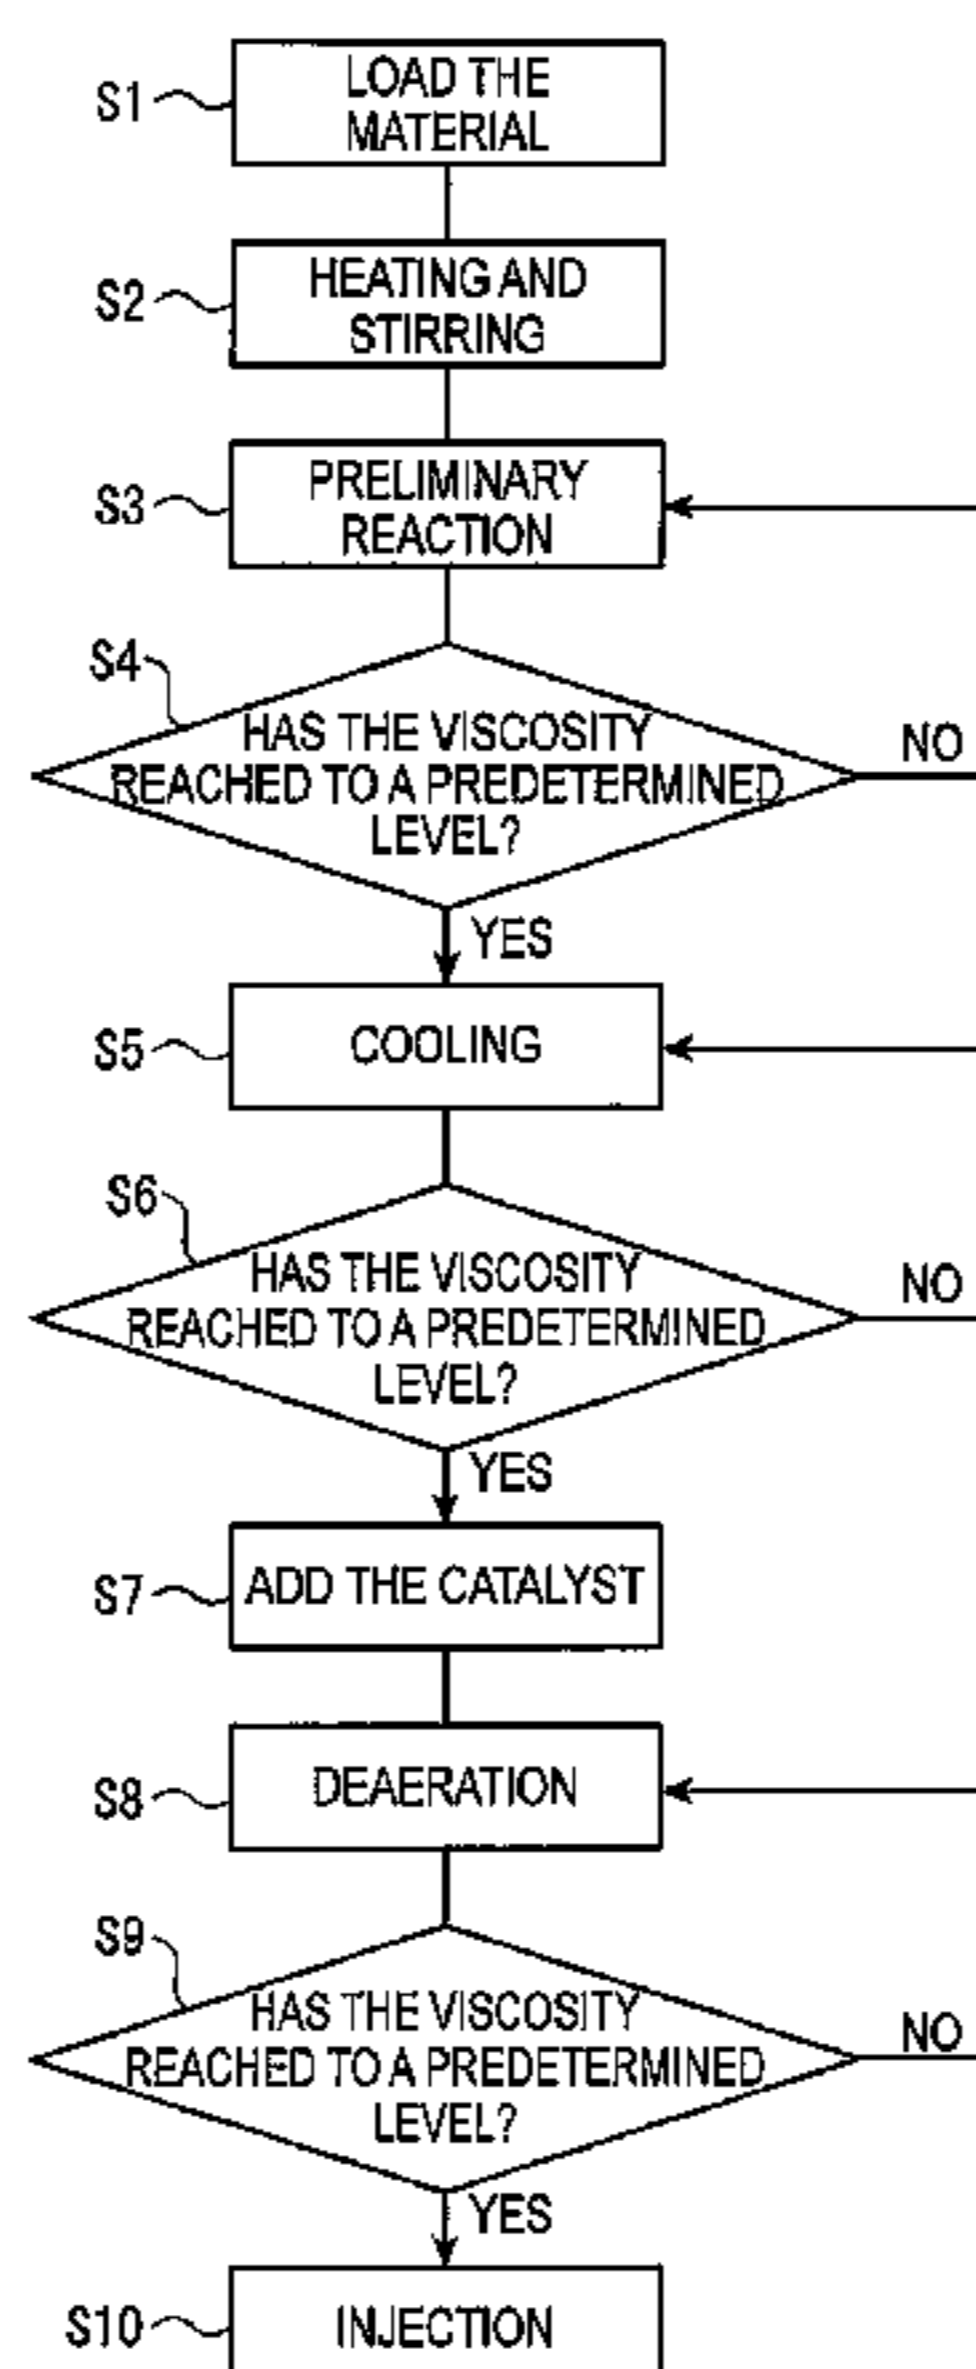 S1
LOAD THE
MATERIAL
S2
HEATING AND
STIRRING
S3
PRELIMINARY
REACTION
S4
HAS THE VISCOSITY
REACHED TO A PREDETERMINED
LEVEL?
NO
YES
S5
COOLING
S6
HAS THE VISCOSITY
REACHED TO A PREDETERMINED
LEVEL?
NO
YES
S7
ADD THE CATALYST
S8
DEAERATION
S9
HAS THE VISCOSITY
REACHED TO A PREDETERMINED
LEVEL?
NO
YES
S10
INJECTION